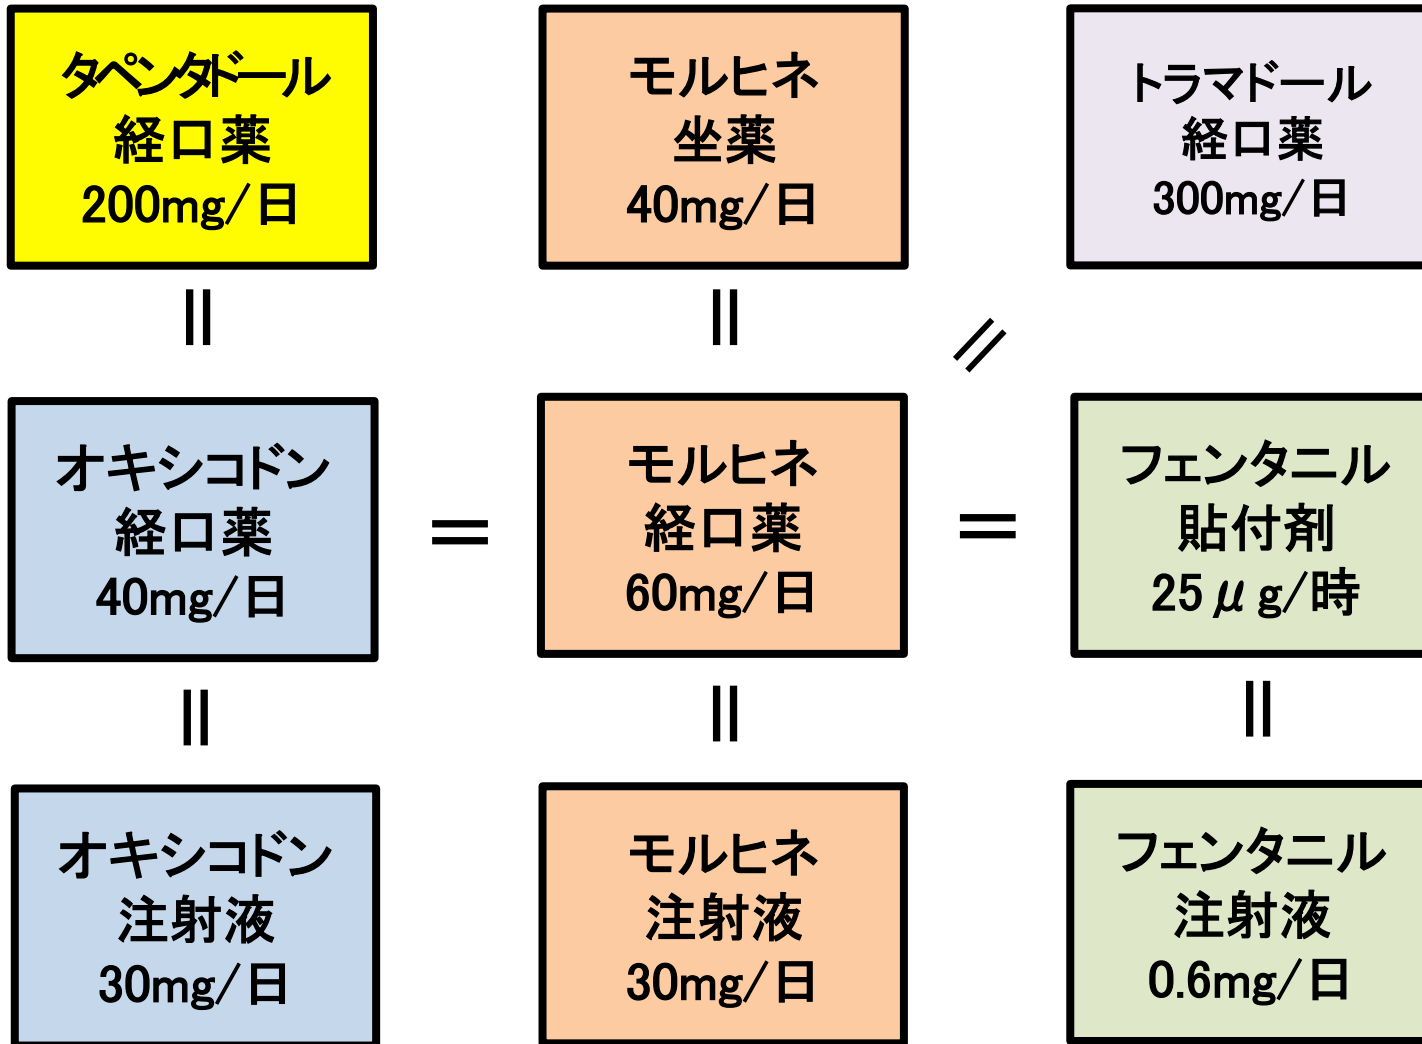 タペンタドール
経口薬
200mg/日
モルヒネ
坐薬
40mg/日
トラマドール
経口薬
300mg/日
=
=
=
オキシコドン
経口薬
40mg/日
=
モルヒネ
経口薬
60mg/日
=
フェンタニル
貼付剤
25μg/時
=
=
=
オキシコドン
注射液
30mg/日
モルヒネ
注射液
30mg/日
フェンタニル
注射液
0.6mg/日